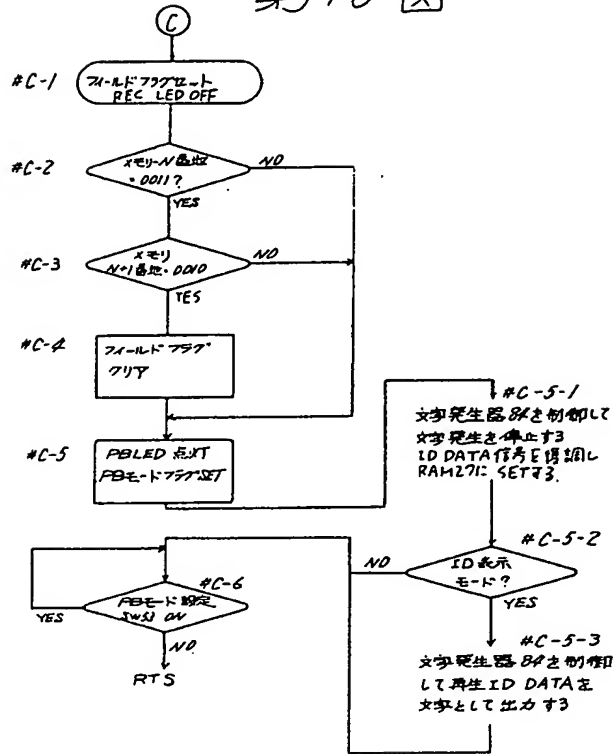 C
#C-1
フィールドフラグセット
REC LED OFF
#C-2
メモリーN番地
=0011?
NO
YES
#C-3
メモリ
N+1番地=0010
NO
YES
#C-4
フィールドフラグ
クリア
#C-5
PBLED 点灯
PBモードフラグSET
#C-5-1
文字発生器84を制御して
文字発生を停止する
ID DATA信号を復調し
RAM27に SETする.
#C-5-2
ID表示
モード?
NO
YES
#C-5-3
文字発生器84を制御
して再生ID DATAを
文字として出力する
#C-6
PBモード設定
ON
YES
NO
RTS